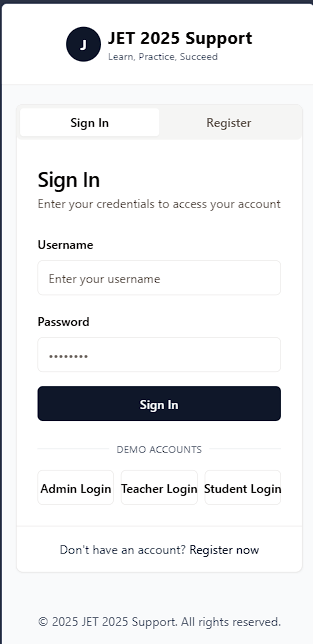 J
JET 2025 Support
Learn, Practice, Succeed
Sign In
Register
Sign In
Enter your credentials to access your account
Username
Enter your username
Password
••••••••
Sign In
DEMO ACCOUNTS
Admin Login
Teacher Login
Student Login
Don't have an account? Register now
© 2025 JET 2025 Support. All rights reserved.